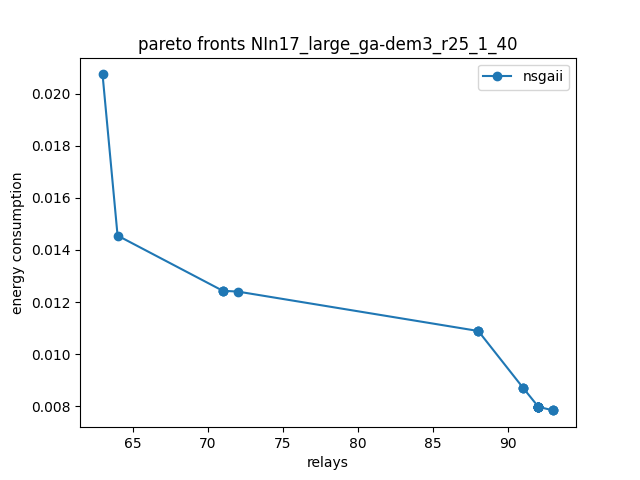 pareto fronts NIn17_large_ga-dem3_r25_1_40
nsgaii
0.020
0.018
0.016
0.014
0.012
0.010
0.008
energy consumption
65 70 75 80 85 90
relays